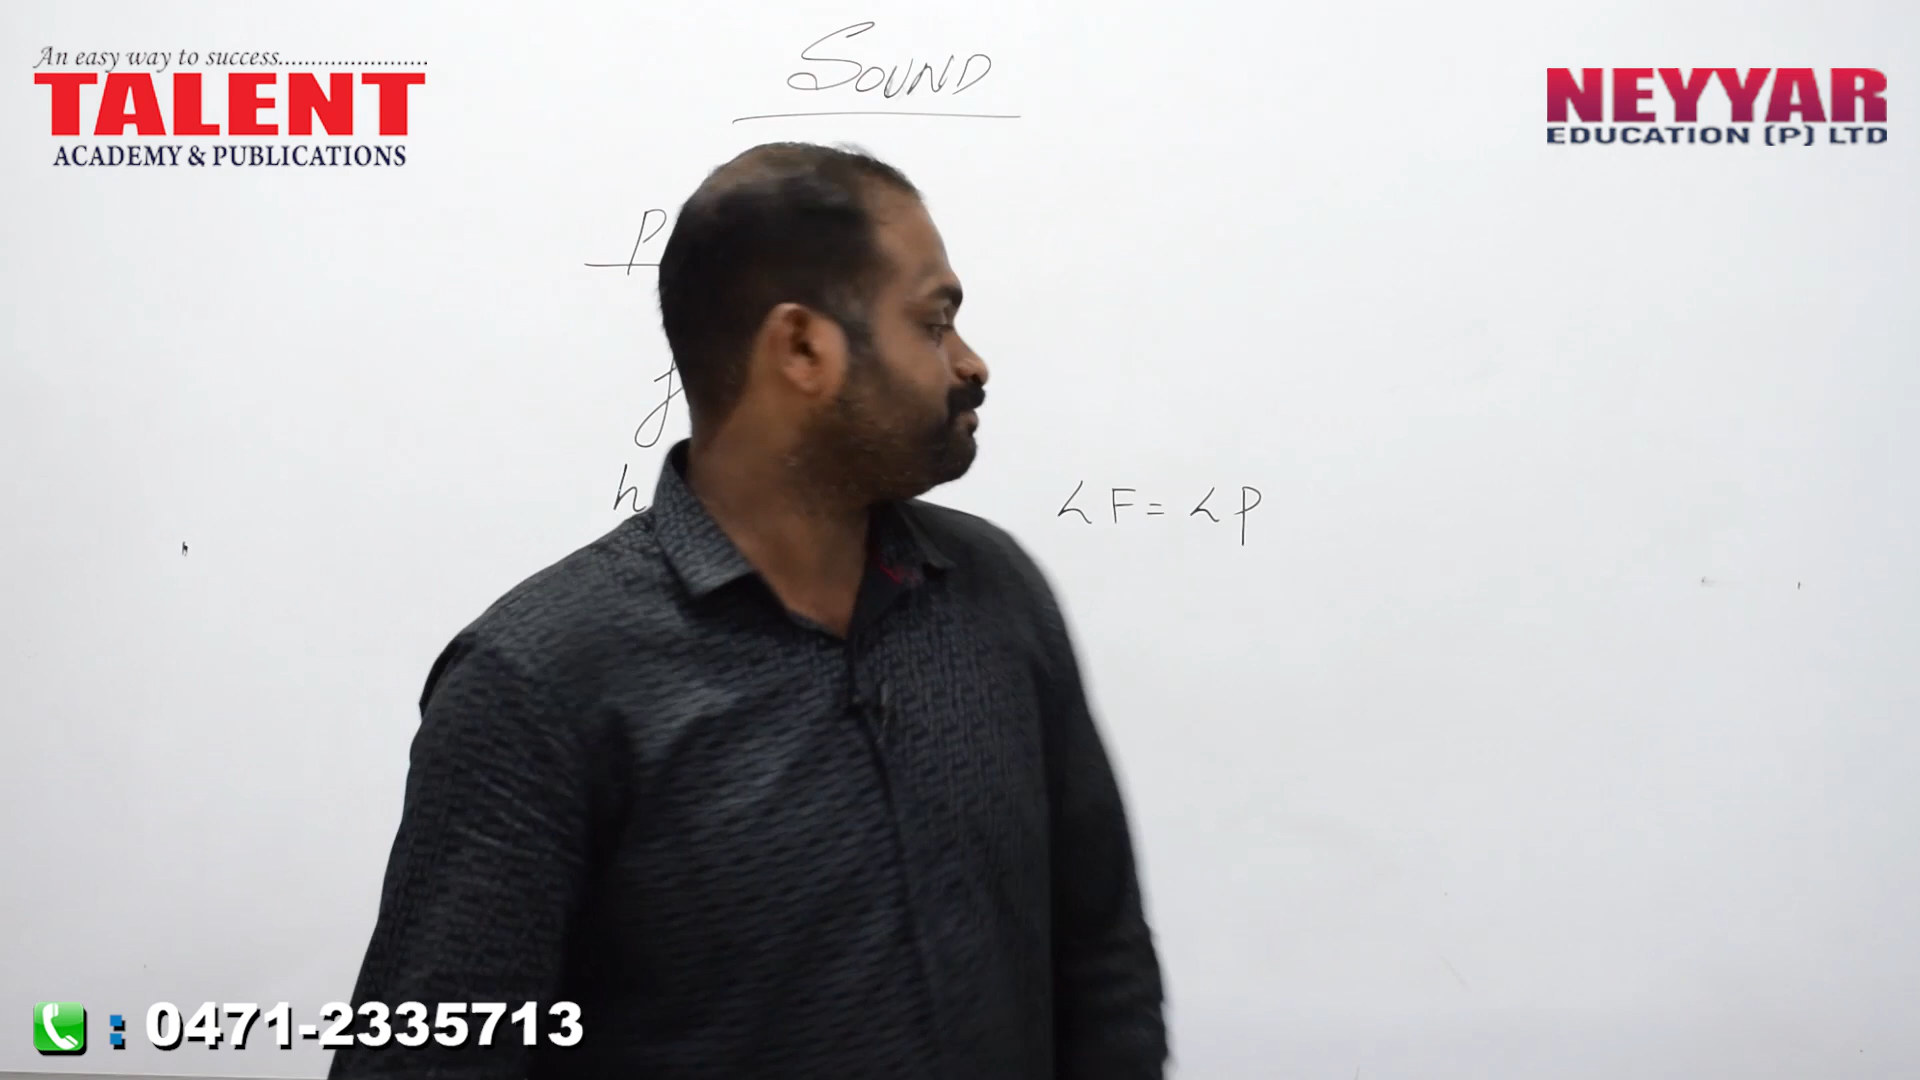 An easy way to success.......................
TALENT
ACADEMY & PUBLICATIONS
SOUND
NEYYAR
EDUCATION (P) LTD
P
f
h
L F = L P
: 0471-2335713